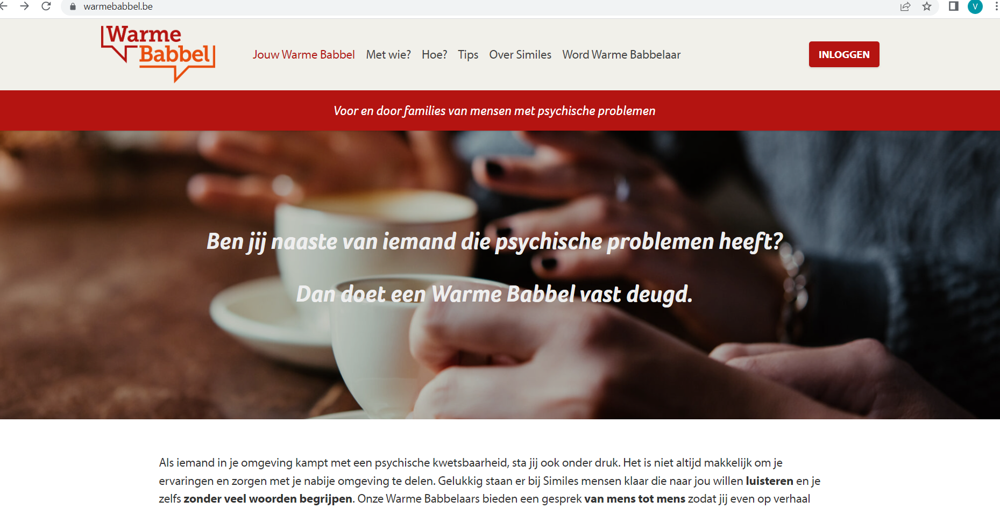 warmebabbel.be
V
Warme
Babbel
Jouw Warme Babbel Met wie? Hoe? Tips Over Similes Word Warme Babbelaar
INLOGGEN
Voor en door families van mensen met psychische problemen
Ben jij naaste van iemand die psychische problemen heeft?
Dan doet een Warme Babbel vast deugd.
Als iemand in je omgeving kampt met een psychische kwetsbaarheid, sta jij ook onder druk. Het is niet altijd makkelijk om je
ervaringen en zorgen met je nabije omgeving te delen. Gelukkig staan er bij Similes mensen klaar die naar jou willen luisteren en je
zelfs zonder veel woorden begrijpen. Onze Warme Babbelaars bieden een gesprek van mens tot mens zodat jij even op verhaal